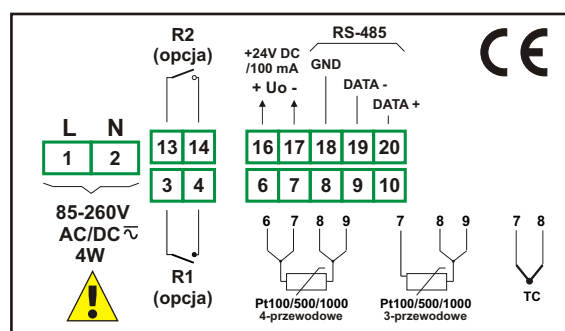 R2
(opcja)
+24V DC
/100 mA
+ Uo -
RS-485
GND
DATA -
DATA +
CE
L N
1 2
13 14
3 4
16 17 18 19 20
6 7 8 9 10
85-260V
AC/DC
4W
R1
(opcja)
6 7 8 9
Pt100/500/1000
4-przewodowe
7 8 9
Pt100/500/1000
3-przewodowe
7 8
TC